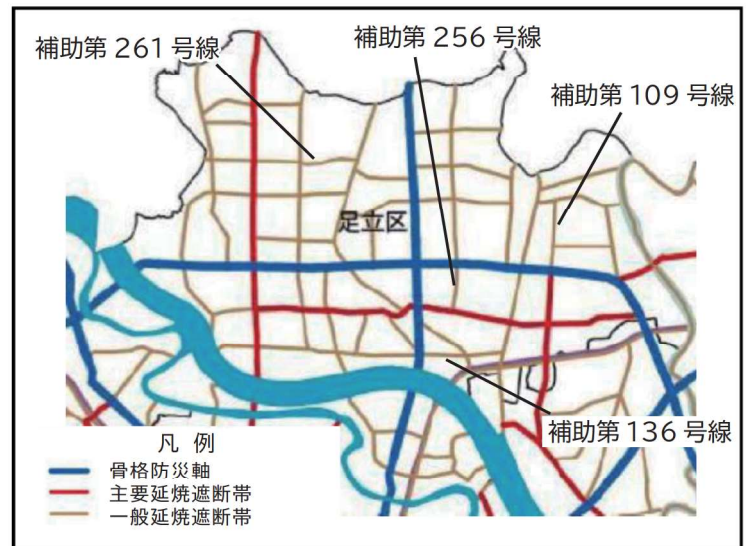 補助第 261 号線
補助第 256 号線
補助第 109 号線
足立区
補助第 136 号線
凡 例
骨格防災軸
主要延焼遮断帯
一般延焼遮断帯